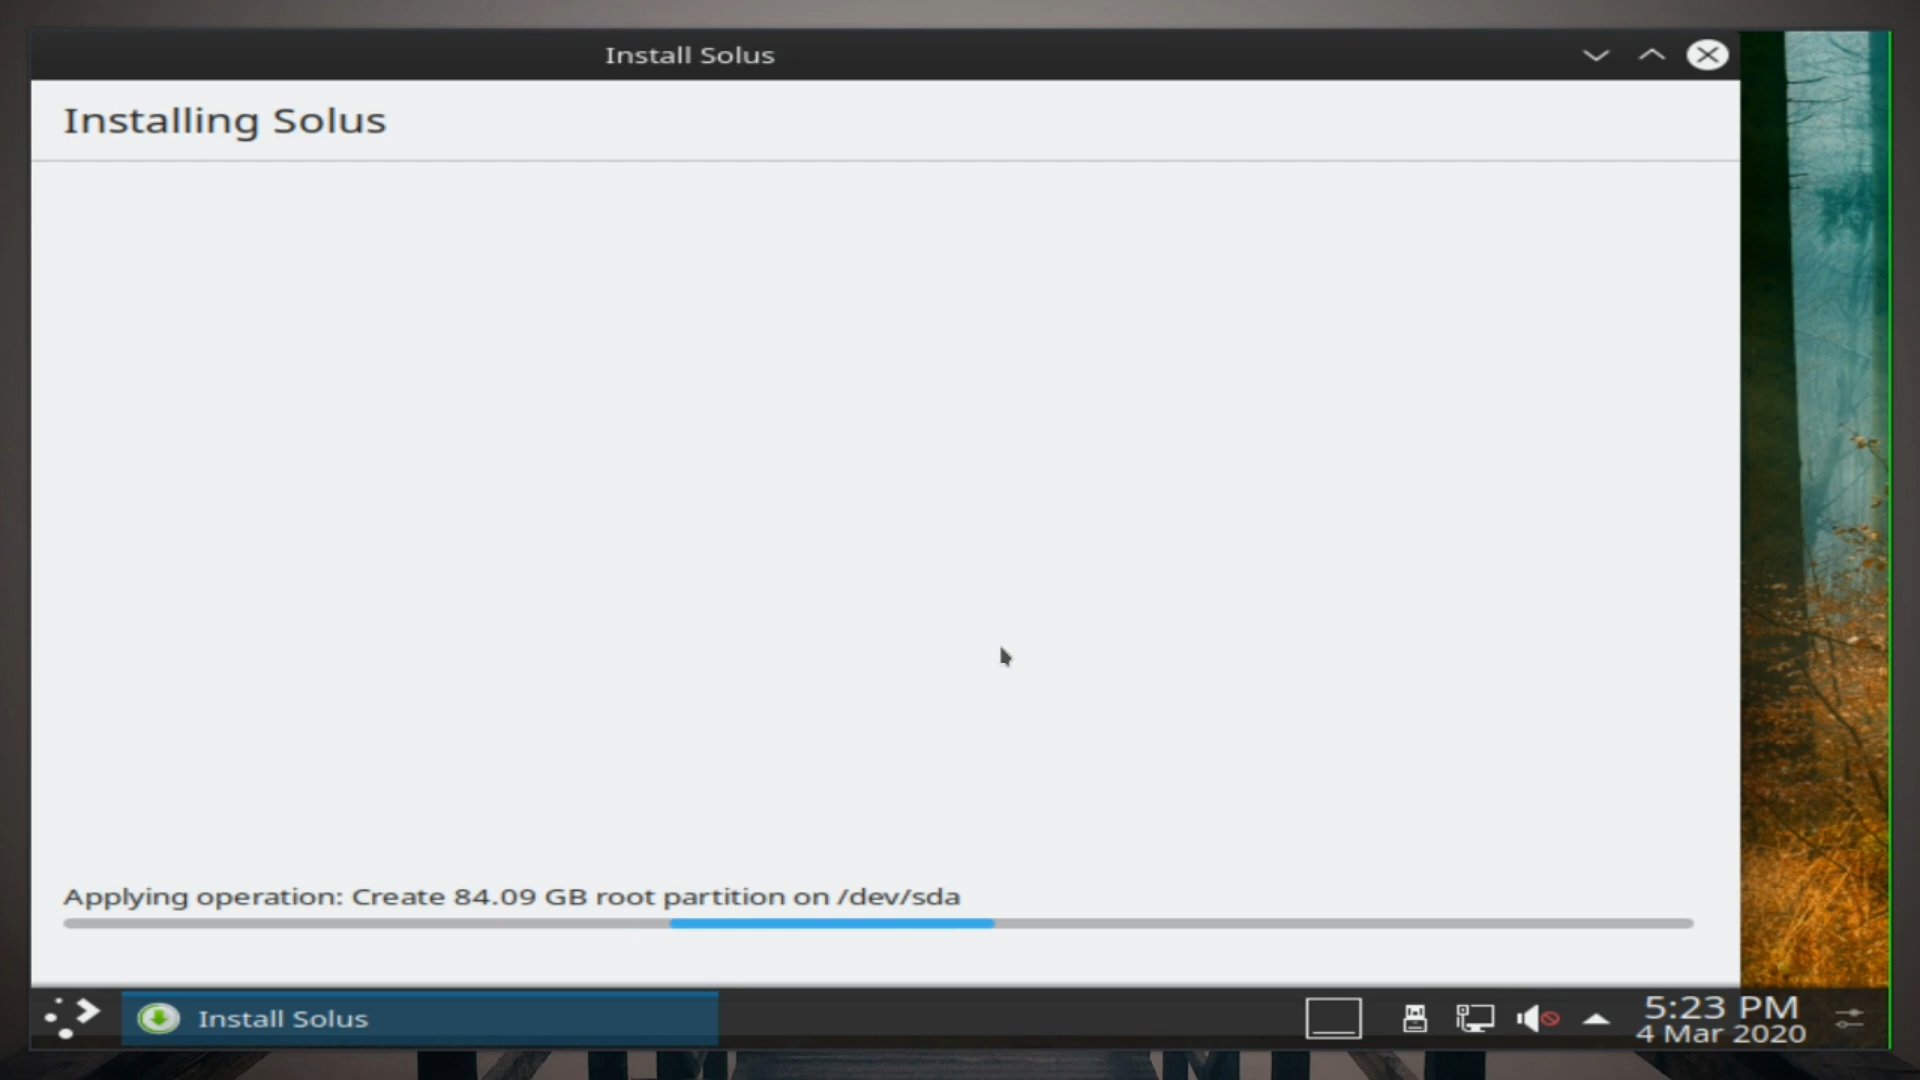 Install Solus
Installing Solus
Applying operation: Create 84.09 GB root partition on /dev/sda
Install Solus
5:23 PM
4 Mar 2020